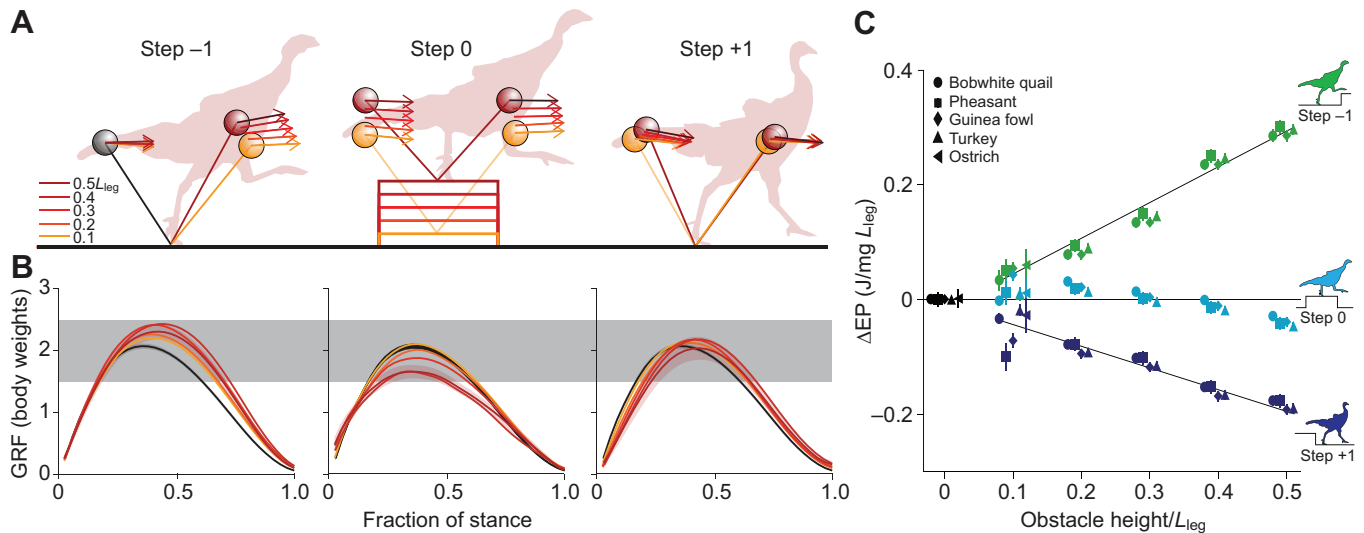 A
Step –1
Step 0
Step +1
0.5Lleg
0.4
0.3
0.2
0.1
B
GRF (body weights)
3
2
1
0
0
0.5
1.0
0
0.5
1.0
0
0.5
1.0
Fraction of stance
C
ΔEP (J/mg Lleg)
0.4
0.2
0
–0.2
Bobwhite quail
Pheasant
Guinea fowl
Turkey
Ostrich
Step –1
Step 0
Step +1
0
0.1
0.2
0.3
0.4
0.5
Obstacle height/Lleg